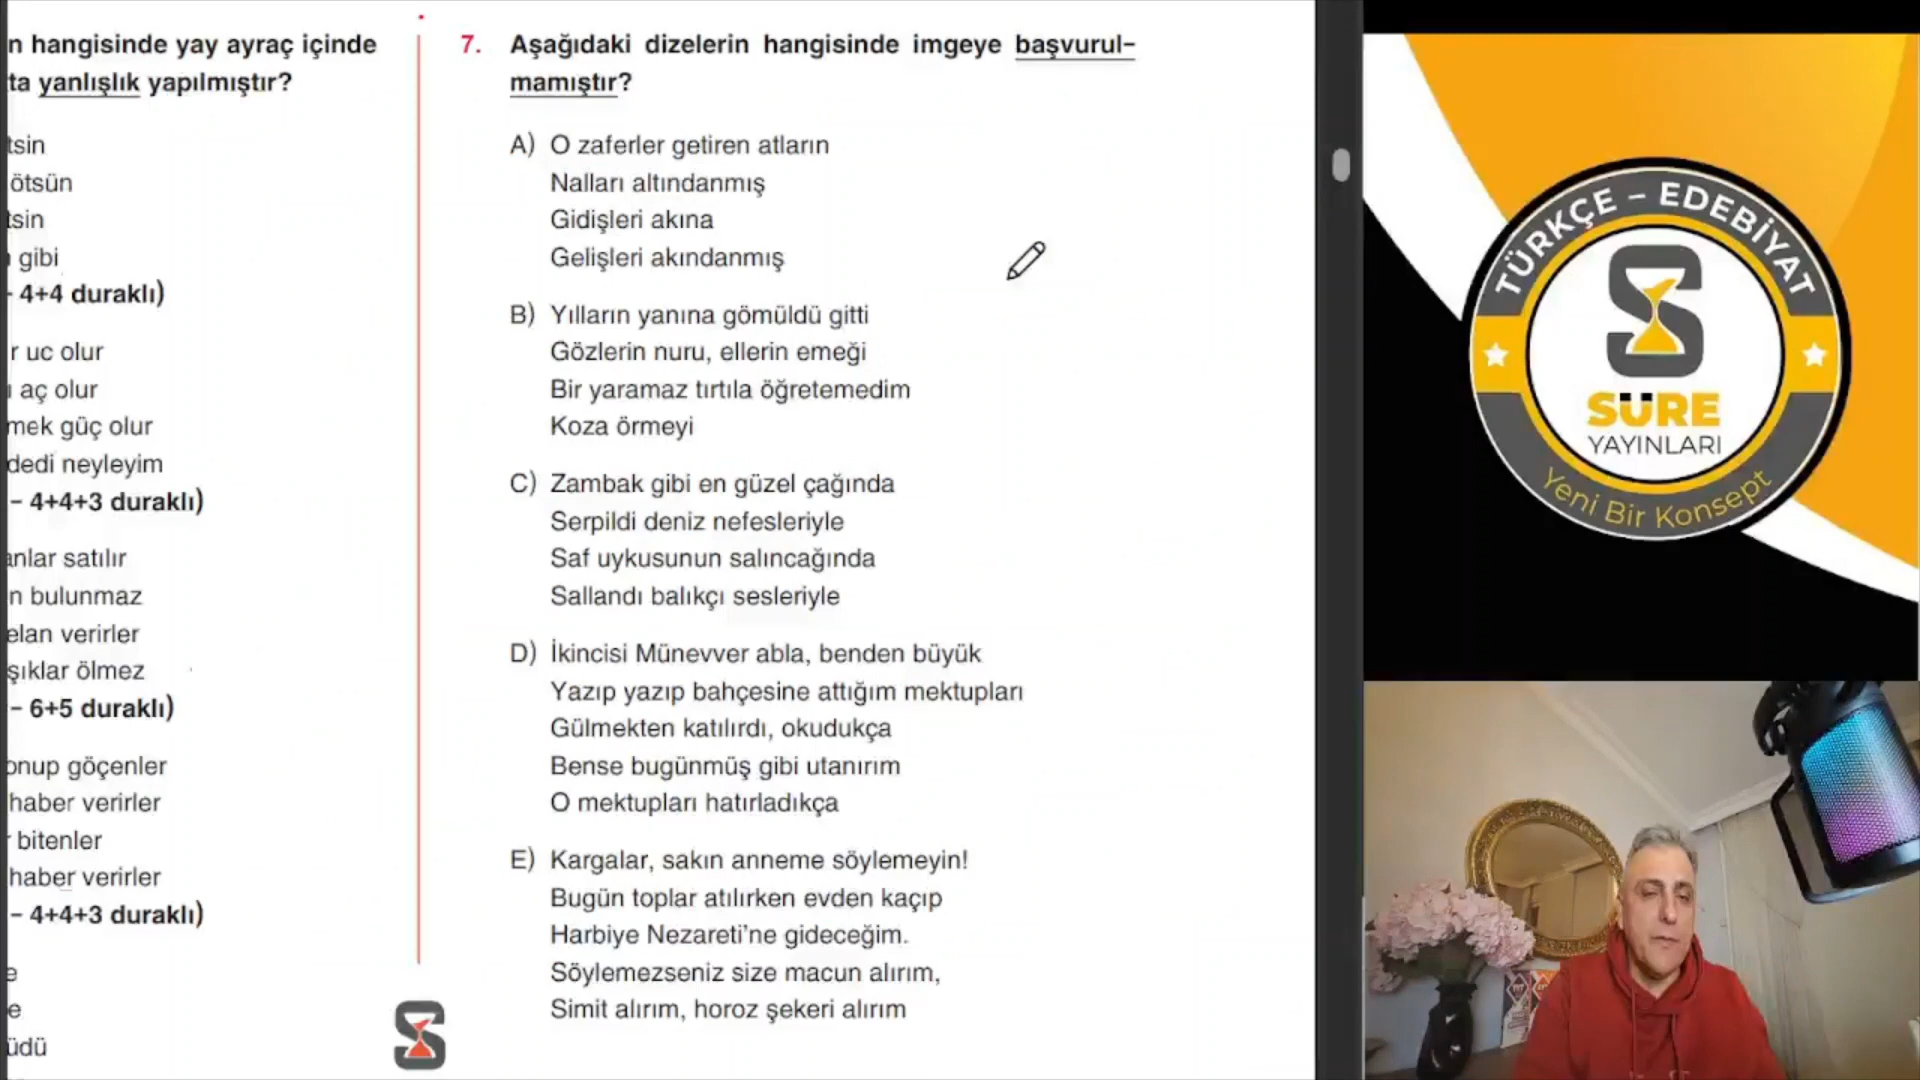 n hangisinde yay ayraç içinde
ta yanlışlık yapılmıştır?
tsin
ötsün
tsin
gibi
- 4+4 duraklı)
r uc olur
aç olur
mek güç olur
dedi neyleyim
– 4+4+3 duraklı)
anlar satılır
n bulunmaz
elan verirler
şıklar ölmez
– 6+5 duraklı)
onup göçenler
haber verirler
bitenler
haber verirler
– 4+4+3 duraklı)
e
e
üdü
7. Aşağıdaki dizelerin hangisinde imgeye başvurul-
mamıştır?
A) O zaferler getiren atların
Nalları altındanmış
Gidişleri akına
Gelişleri akındanmış
B) Yılların yanına gömüldü gitti
Gözlerin nuru, ellerin emeği
Bir yaramaz tırtıla öğretemedim
Koza örmeyi
C) Zambak gibi en güzel çağında
Serpildi deniz nefesleriyle
Saf uykusunun salıncağında
Sallandı balıkçı sesleriyle
D) İkincisi Münevver abla, benden büyük
Yazıp yazıp bahçesine attığım mektupları
Gülmekten katılırdı, okudukça
Bense bugünmüş gibi utanırım
O mektupları hatırladıkça
E) Kargalar, sakın anneme söylemeyin!
Bugün toplar atılırken evden kaçıp
Harbiye Nezareti’ne gideceğim.
Söylemezseniz size macun alırım,
Simit alırım, horoz şekeri alırım
TÜRKÇE – EDEBİYAT
SÜRE
YAYINLARI
Yeni Bir Konsept